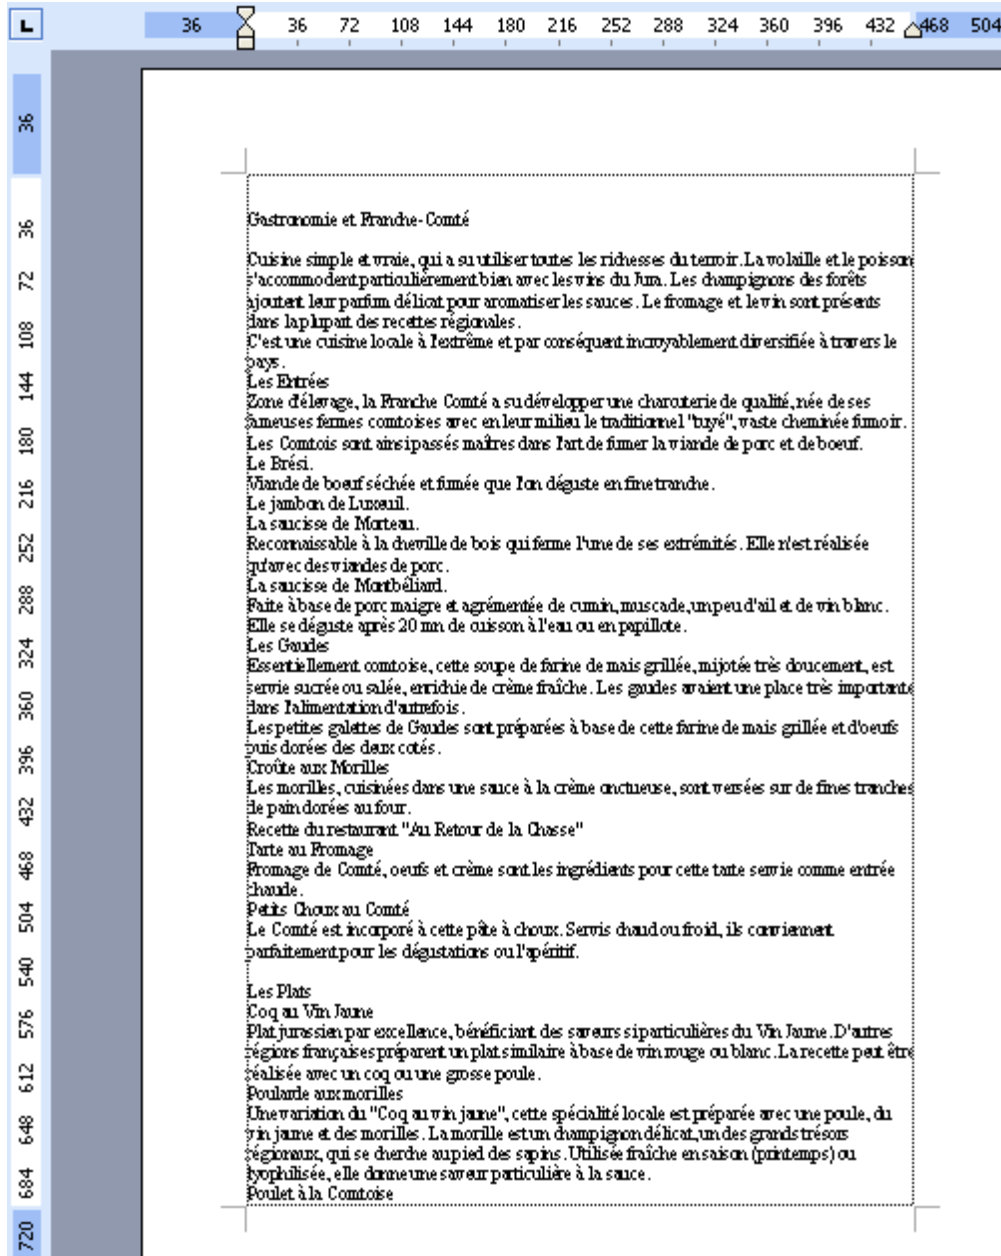 L 36 36 72 108 144 180 216 252 288 324 360 396 432 468 504
36
36
72
108
144
180
216
252
288
324
360
396
432
468
504
540
576
612
648
684
720
Gastronomie et Franche-Comté
Cuisine simple et vraie, qui a su utiliser toutes les richesses du terroir. La volaille et le poisson
s'accommodent particulièrement bien avec les vins du Jura. Les champignons des forêts
ajoutent leur parfum délicat pour aromatiser les sauces. Le fromage et le vin sont présents
dans la plupart des recettes régionales.
C'est une cuisine locale à l'extrême et par conséquent incroyablement diversifiée à travers le
pays.
Les Entrées
Zone d'élevage, la Franche Comté a su développer une charcuterie de qualité, née de ses
fameuses fermes comtoises avec en leur milieu le traditionnel "tuyé", vaste cheminée fumoir.
Les Comtois sont ainsi passés maîtres dans l'art de fumer la viande de porc et de boeuf.
Le Brési.
Viande de boeuf séchée et fumée que l'on déguste en fine tranche.
Le jambon de Luxeuil.
La saucisse de Morteau.
Reconnaissable à la cheville de bois qui ferme l'une de ses extrémités. Elle n'est réalisée
qu'avec des viandes de porc.
La saucisse de Montbéliard.
Faite à base de porc maigre et agrémentée de cumin, muscade, un peu d'ail et de vin blanc.
Elle se déguste après 20 mn de cuisson à l'eau ou en papillote.
Les Gaudes
Essentiellement comtoise, cette soupe de farine de mais grillée, mijotée très doucement, est
servie sucrée ou salée, enrichie de crème fraîche. Les gaudes avaient une place très importante
dans l'alimentation d'autrefois.
Les petites galettes de Gaudes sont préparées à base de cette farine de mais grillée et d'oeufs
puis dorées des deux cotés.
Croûte aux Morilles
Les morilles, cuisinées dans une sauce à la crème onctueuse, sont versées sur de fines tranches
de pain dorées au four.
Recette du restaurant "Au Retour de la Chasse"
Tarte au Fromage
Fromage de Comté, oeufs et crème sont les ingrédients pour cette tarte servie comme entrée
chaude.
Petits Choux au Comté
Le Comté est incorporé à cette pâte à choux. Servis chaud ou froid, ils conviennent
parfaitement pour les dégustations ou l'apéritif.
Les Plats
Coq au Vin Jaune
Plat jurassien par excellence, bénéficiant des saveurs si particulières du Vin Jaune. D'autres
régions françaises préparent un plat similaire à base de vin rouge ou blanc. La recette peut être
réalisée avec un coq ou une grosse poule.
Poularde aux morilles
Une variation du "Coq au vin jaune", cette spécialité locale est préparée avec une poule, du
vin jaune et des morilles. La morille est un champignon délicat, un des grands trésors
régionaux, qui se cherche au pied des sapins. Utilisée fraîche en saison (printemps) ou
lyophilisée, elle donne une saveur particulière à la sauce.
Poulet à la Comtoise